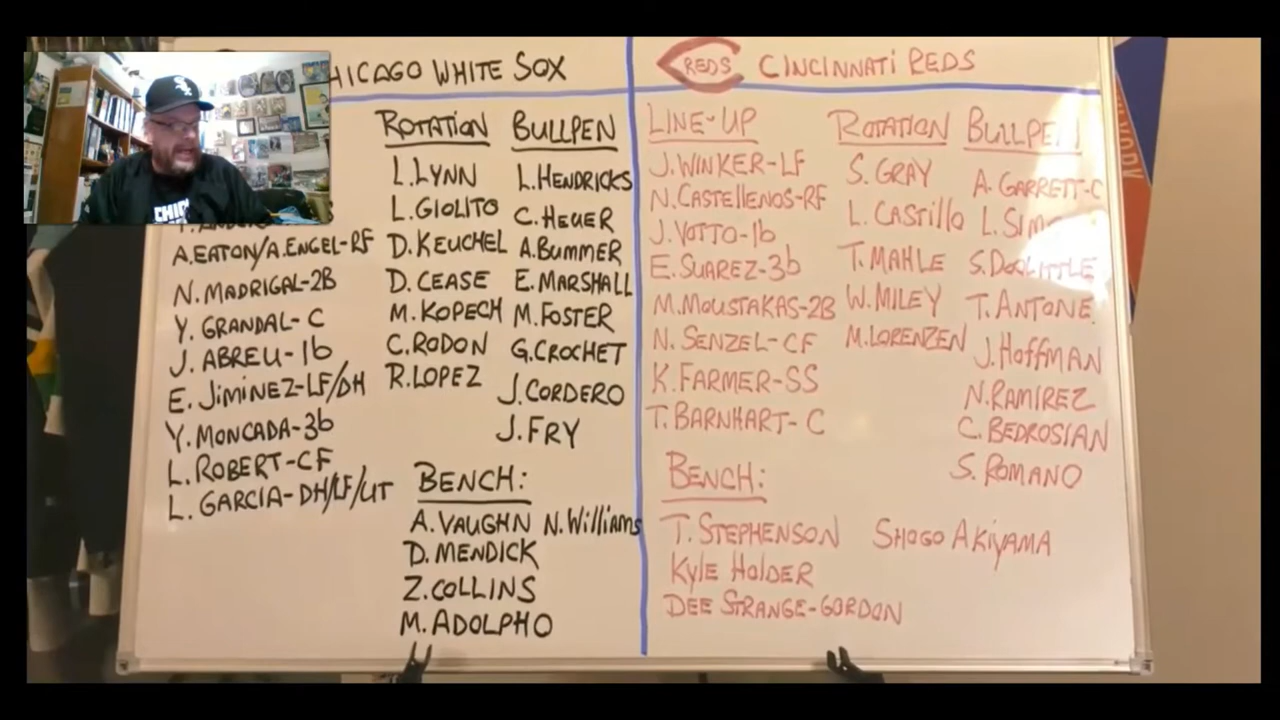 HICAGO WHITE SOX
A.EATON/A.ENGEL-RF
N.MADRIGAL-2B
Y. GRANDAL-C
J. ABREU-1b
E. JIMINEZ-LF/DH
Y. MONCADA-3b
L. ROBERT-CF
L. GARCIA-DH/LF/UT
ROTATION
L.LYNN
L.GIOLITO
D.KEUCHEL
D. CEASE
M.KOPECH
C.RODON
R.LOPEZ
BULLPEN
L.HENDRICKS
C.HEUER
A.BUMMER
E.MARSHALL
M.FOSTER
G.CROCHET
J.CORDERO
J.FRY
BENCH:
A.VAUGHN N.Williams
D.MENDICK
Z.COLLINS
M.ADOLPHO
REDS CINCINNATI REDS
LINE-UP
J.WINKER-LF
N.CASTELLENOS-RF
J.VOTTO-1b
E.SUAREZ-3b
M.MOUSTAKAS-2B
N. SENZEL-CF
K.FARMER-SS
T.BARNHART-C
ROTATION
S.GRAY
L.CASTILLO
T.MAHLE
W.MILEY
M.LORENZEN
BULLPEN
A.GARRETT-C
S.DOOLITTLE
T.ANTONE
J.HOFFMAN
N.RAMIREZ
C.BEDROSIAN
S.ROMANO
BENCH:
T.STEPHENSON SHOGO AKIYAMA
KYLE HOLDER
DEE STRANGE-GORDON